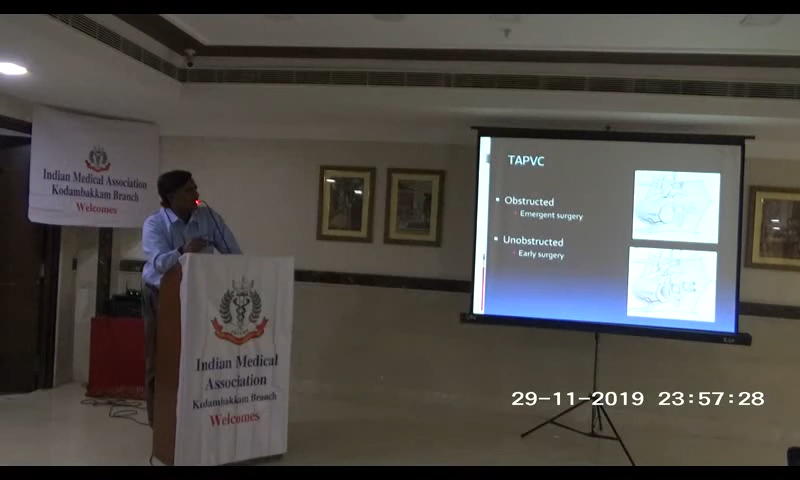 Indian Medical Association
Kodambakkam Branch
Welcomes
Indian Medical
Association
Kodambakkam Branch
Welcomes
TAPVC
Obstructed
Emergent surgery
Unobstructed
Early surgery
29-11-2019 23:57:28